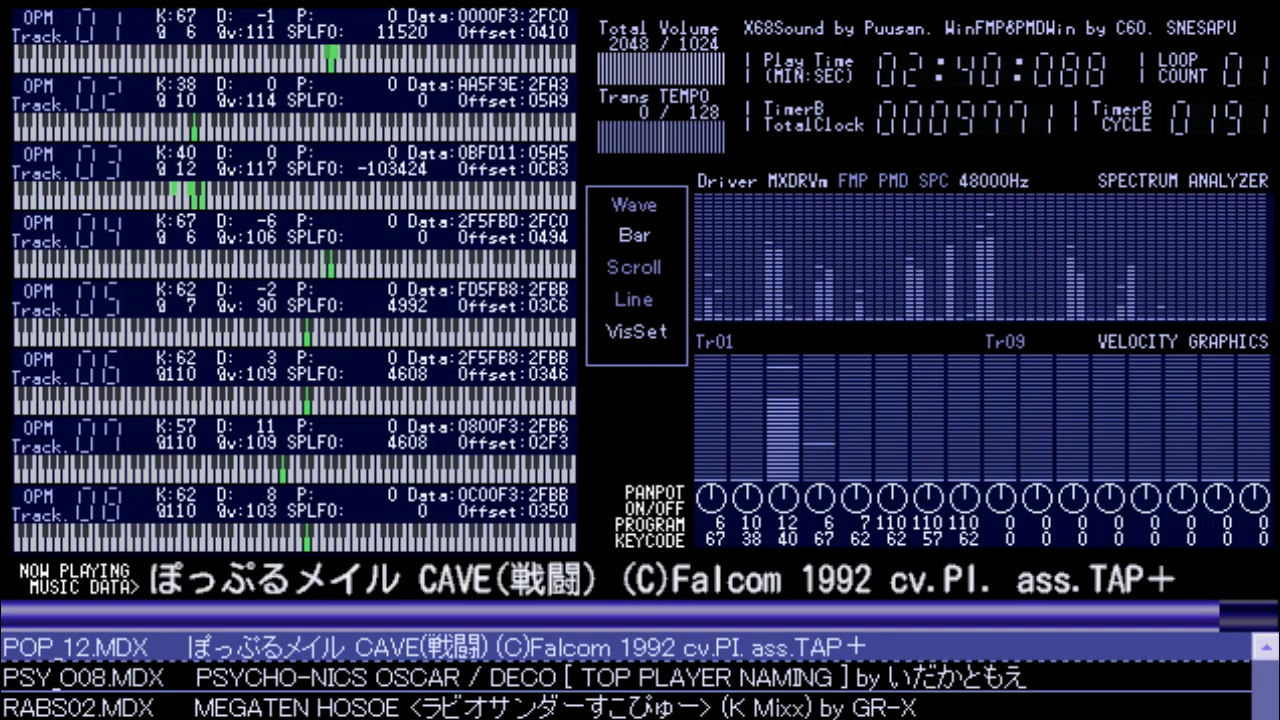 OPM K:67 D: -1 P: 0 Data:0000F3:2FC0
Track. 01 @ 6 @v:111 SPLFO: 11520 Offset:0410
OPM K:38 D: 0 P: 0 Data:AA5F9E:2FA3
Track. 02 @ 10 @v:114 SPLFO: 0 Offset:05A9
OPM K:40 D: 0 P: 0 Data:0BFD11:05A5
Track. 03 @ 12 @v:117 SPLFO: -103424 Offset:0CB3
OPM K:67 D: -6 P: 0 Data:2F5FBD:2FC0
Track. 04 @ 6 @v:106 SPLFO: 0 Offset:0494
OPM K:62 D: -2 P: 0 Data:FD5FB8:2FBB
Track. 05 @ 7 @v: 90 SPLFO: 4992 Offset:03C6
OPM K:62 D: 3 P: 0 Data:2F5FB8:2FBB
Track. 06 @110 @v:109 SPLFO: 4608 Offset:0346
OPM K:57 D: 11 P: 0 Data:0800F3:2FB6
Track. 07 @110 @v:109 SPLFO: 4608 Offset:02F3
OPM K:62 D: 8 P: 0 Data:0C00F3:2FBB
Track. 08 @110 @v:103 SPLFO: 0 Offset:0350
Total Volume
2048 / 1024
Trans TEMPO
0 / 128
X68Sound by Puusan. WinFMP&PMDWin by C60. SNESAPU
Play Time
(MIN:SEC) 02:40:088
LOOP
COUNT 01
TimerB
TotalClock 0009771
TimerB
CYCLE 0191
Wave
Bar
Scroll
Line
VisSet
Driver MXDRVm FMP PMD SPC 48000Hz SPECTRUM ANALYZER
Tr01 Tr09 VELOCITY GRAPHICS
PANPOT
ON/OFF
PROGRAM 6 10 12 6 7 110 110 110 0 0 0 0 0 0 0 0
KEYCODE 67 38 40 67 62 62 57 62 0 0 0 0 0 0 0 0
NOW PLAYING
MUSIC DATA> ぽっぷるメイル CAVE(戦闘) (C)Falcom 1992 cv.PI. ass.TAP＋
POP_12.MDX ぽっぷるメイル CAVE(戦闘) (C)Falcom 1992 cv.PI. ass.TAP＋
PSY_008.MDX PSYCHO-NICS OSCAR / DECO [ TOP PLAYER NAMING ] by いだかともえ
RABS02.MDX MEGATEN HOSOE <ラビオサンダーすこぴゅー> (K Mixx) by GR-X